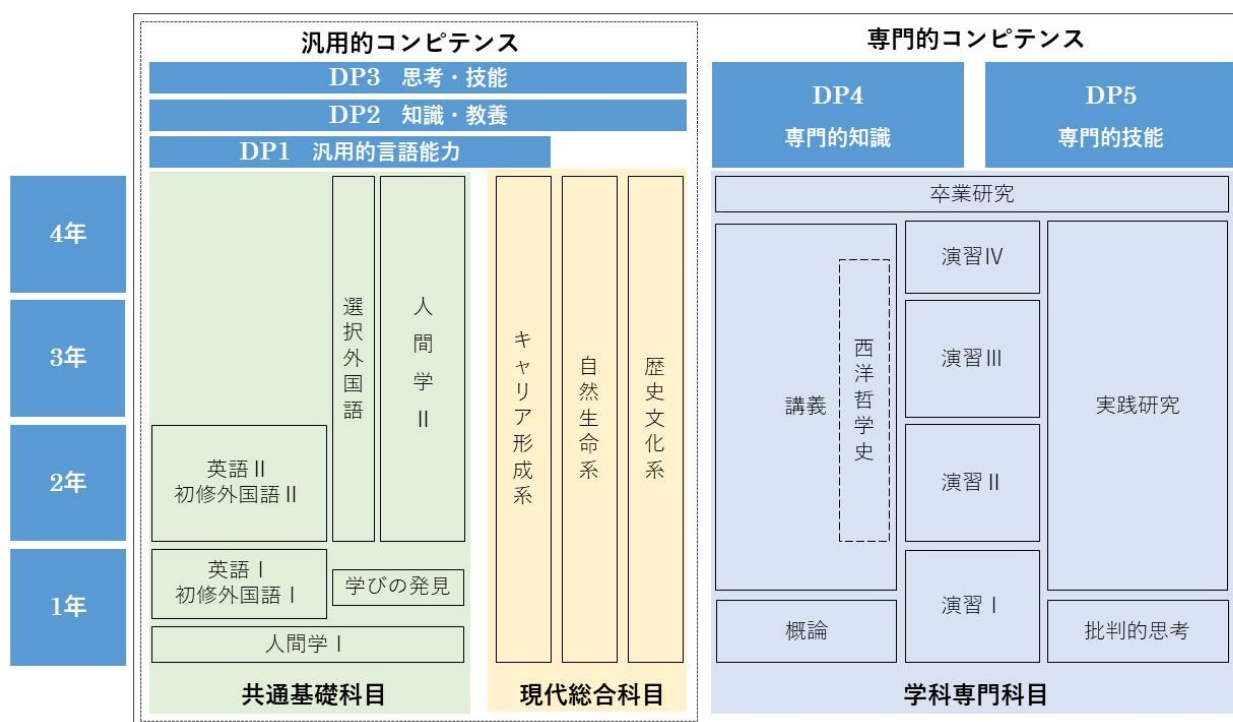 汎用的コンピテンス
専門的コンピテンス
DP3 思考・技能
DP2 知識・教養
DP1 汎用的言語能力
DP4
専門的知識
DP5
専門的技能
4年
3年
2年
1年
選択外国語
人間学Ⅱ
英語Ⅱ
初修外国語Ⅱ
英語Ⅰ
初修外国語Ⅰ
学びの発見
人間学Ⅰ
共通基礎科目
キャリア形成系
自然生命系
歴史文化系
現代総合科目
卒業研究
講義
西洋哲学史
演習Ⅳ
演習Ⅲ
演習Ⅱ
演習Ⅰ
実践研究
概論
批判的思考
学科専門科目